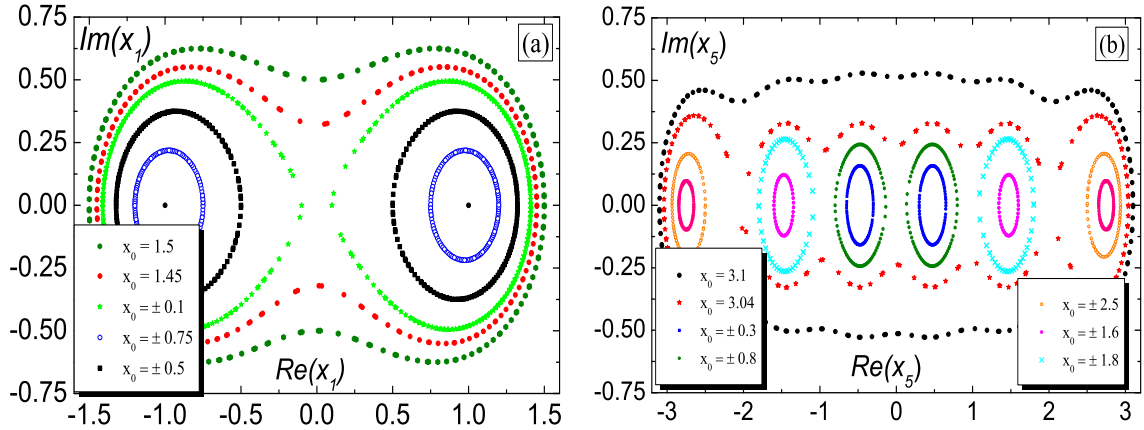 Im(x₁)
(a)
0.75
0.50
0.25
0.00
-0.25
-0.50
-0.75
x₀ = 1.5
x₀ = 1.45
x₀ = ± 0.1
x₀ = ± 0.75
x₀ = ± 0.5
Re(x₁)
-1.5 -1.0 -0.5 0.0 0.5 1.0 1.5
Im(x₅)
(b)
0.75
0.50
0.25
0.00
-0.25
-0.50
-0.75
x₀ = 3.1
x₀ = 3.04
x₀ = ± 0.3
x₀ = ± 0.8
x₀ = ± 2.5
x₀ = ± 1.6
x₀ = ± 1.8
Re(x₅)
-3 -2 -1 0 1 2 3